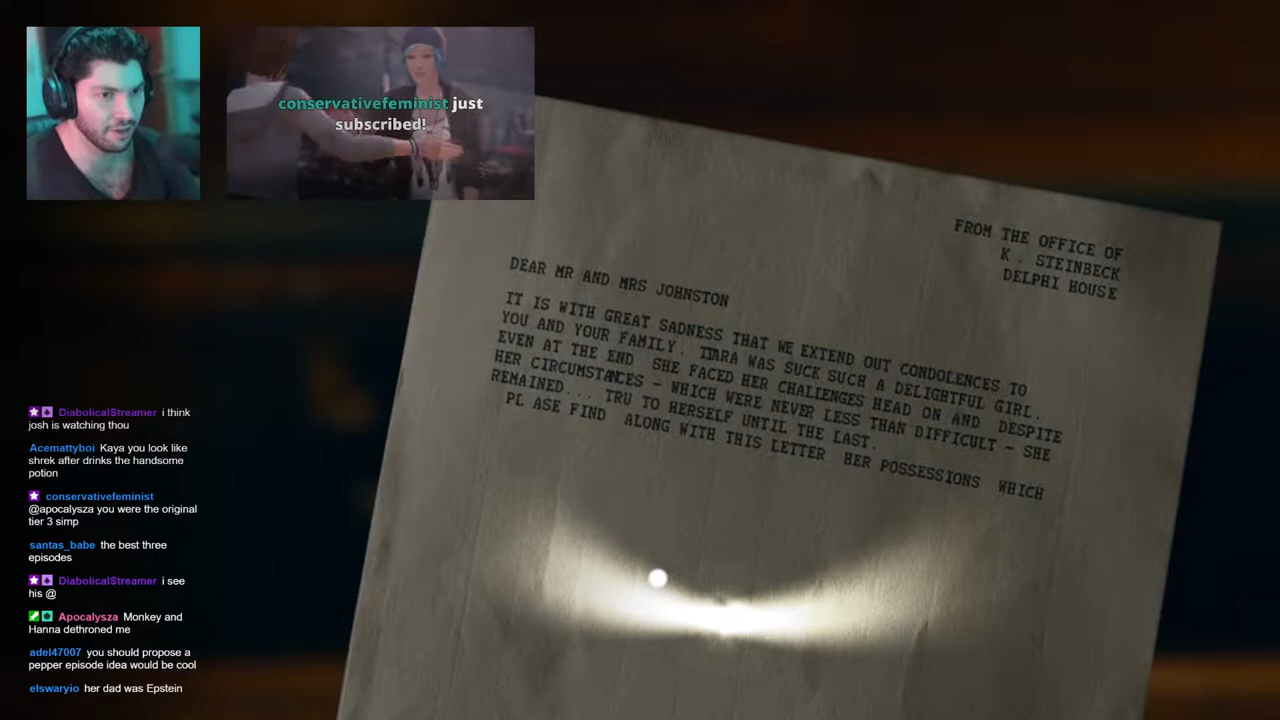 conservativefeminist just
subscribed!
FROM THE OFFICE OF
K. STEINBECK
DELPHI HOUSE
DEAR MR AND MRS JOHNSTON
IT IS WITH GREAT SADNESS THAT WE EXTEND OUT CONDOLENCES TO
YOU AND YOUR FAMILY. TIARA WAS SUCK SUCH A DELIGHTFUL GIRL.
EVEN AT THE END SHE FACED HER CHALLENGES HEAD ON AND DESPITE
HER CIRCUMSTANCES - WHICH WERE NEVER LESS THAN DIFFICULT - SHE
REMAINED... TRU TO HERSELF UNTIL THE LAST.
PL ASE FIND ALONG WITH THIS LETTER HER POSSESSIONS WHICH
DiabolicalStreamer i think
josh is watching thou
Acemattyboi Kaya you look like
shrek after drinks the handsome
potion
conservativefeminist
@apocalysza you were the original
tier 3 simp
santas_babe the best three
episodes
DiabolicalStreamer i see
his @
Apocalysza Monkey and
Hanna dethroned me
adel47007 you should propose a
pepper episode idea would be cool
elswaryio her dad was Epstein